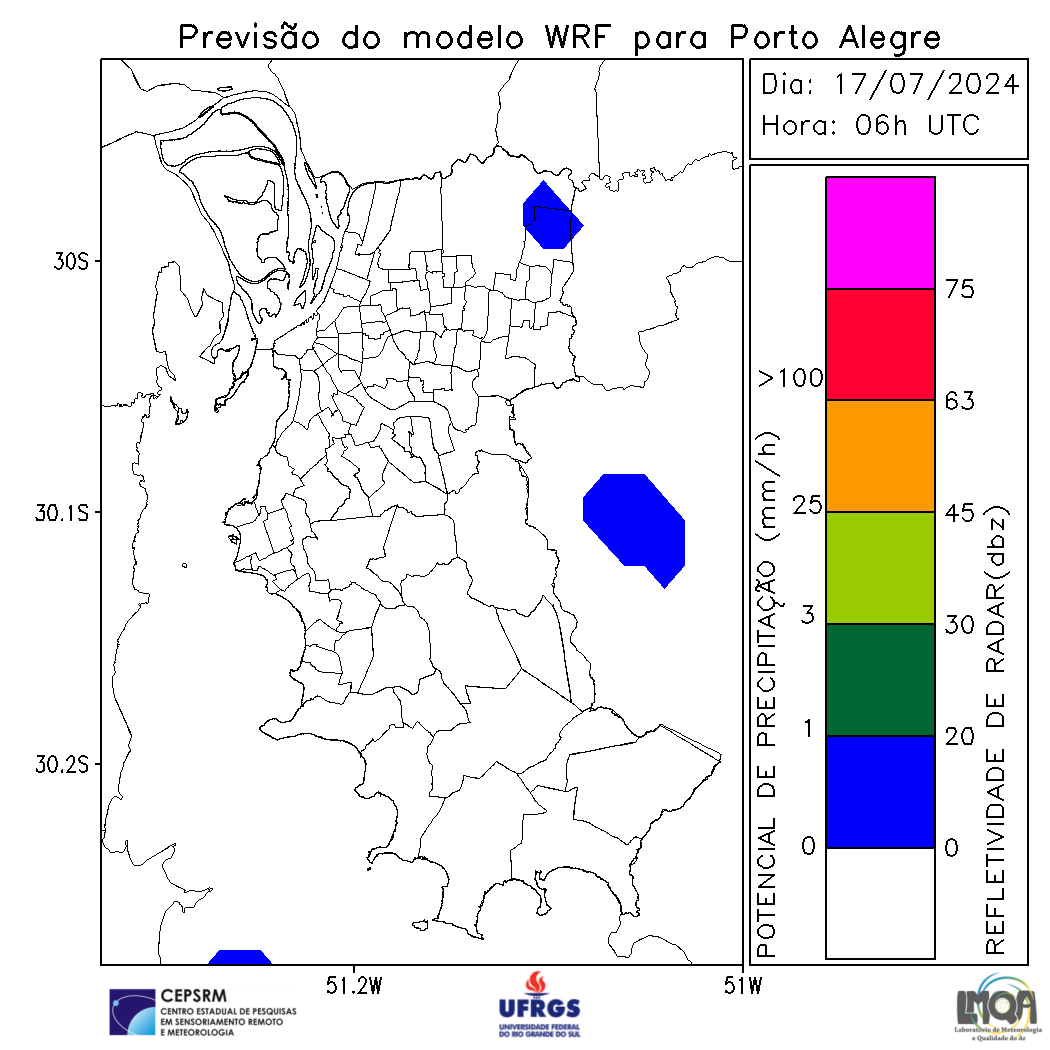 Previsão do modelo WRF para Porto Alegre
Dia: 17/07/2024
Hora: 06h UTC
30S
30.1S
30.2S
51.2W
51W
POTENCIAL DE PRECIPITAÇÃO (mm/h)
>100
25
3
1
0
75
63
45
30
20
0
REFLETIVIDADE DE RADAR(dbz)
CEPSRM
CENTRO ESTADUAL DE PESQUISAS
EM SENSORIAMENTO REMOTO
E METEOROLOGIA
UFRGS
UNIVERSIDADE FEDERAL
DO RIO GRANDE DO SUL
LMQA
Laboratório de Meteorologia
e Qualidade do Ar